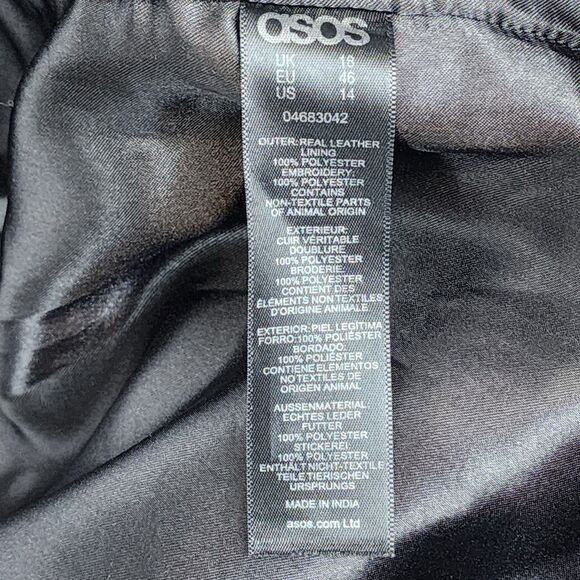 asos
UK 18
EU 46
US 14
04683042
OUTER: REAL LEATHER
LINING
100% POLYESTER
EMBROIDERY:
100% POLYESTER
CONTAINS
NON-TEXTILE PARTS
OF ANIMAL ORIGIN
EXTERIEUR:
CUIR VÉRITABLE
DOUBLURE
100% POLYESTER
BRODERIE:
100% POLYESTER
CONTIENT DES
ÉLÉMENTS NON TEXTILES
D'ORIGINE ANIMALE
EXTERIOR: PIEL LEGÍTIMA
FORRO: 100% POLIÉSTER
BORDADO:
100% POLIÉSTER
CONTIENE ELEMENTOS
NO TEXTILES DE
ORIGEN ANIMAL
AUSSENMATERIAL:
ECHTES LEDER
FUTTER
100% POLYESTER
STICKEREI:
100% POLYESTER
ENTHÄLT NICHT-TEXTILE
TEILE TIERISCHEN
URSPRUNGS
MADE IN INDIA
asos.com Ltd